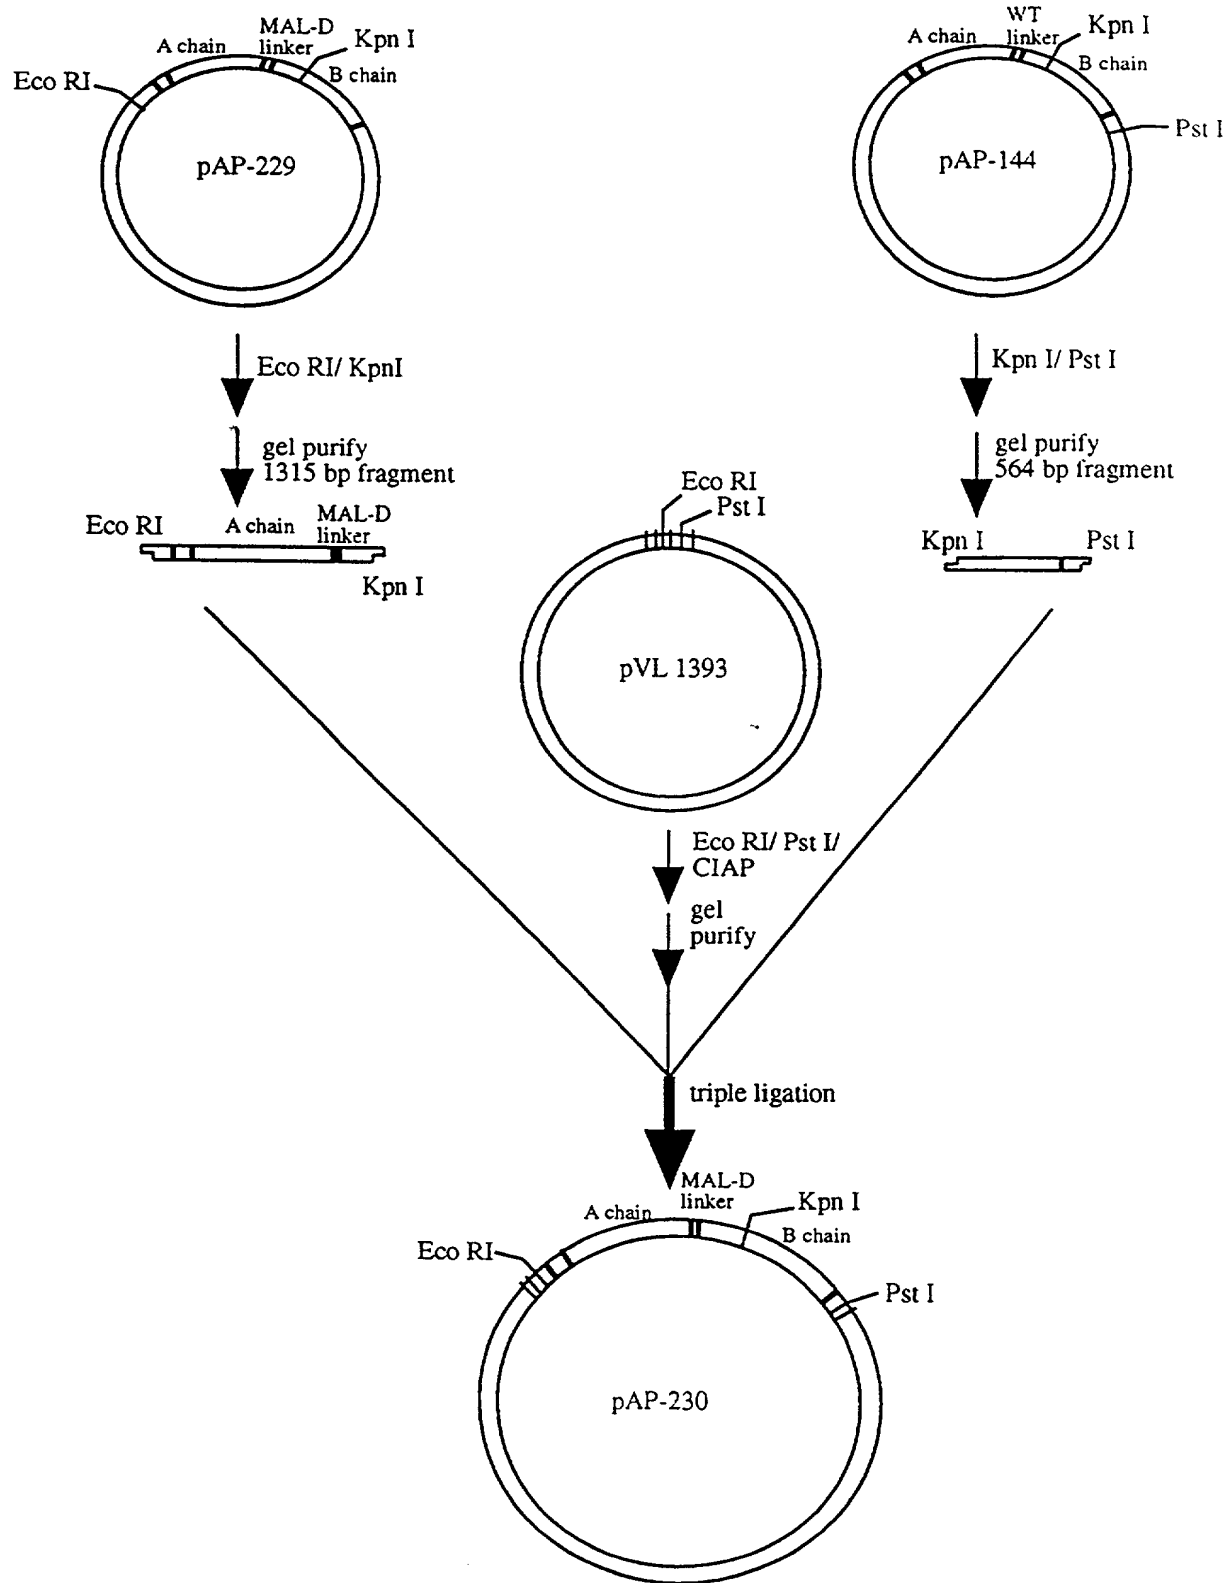 MAL-D
linker
Kpn I
A chain
B chain
Eco RI
pAP-229
WT
linker
Kpn I
A chain
B chain
Pst I
pAP-144
Eco RI/ KpnI
gel purify
1315 bp fragment
Kpn I/ Pst I
gel purify
564 bp fragment
Eco RI
A chain
MAL-D
linker
Kpn I
Eco RI
Pst I
Kpn I
Pst I
pVL 1393
Eco RI/ Pst I/
CIAP
gel
purify
triple ligation
MAL-D
linker
Kpn I
A chain
B chain
Eco RI
Pst I
pAP-230